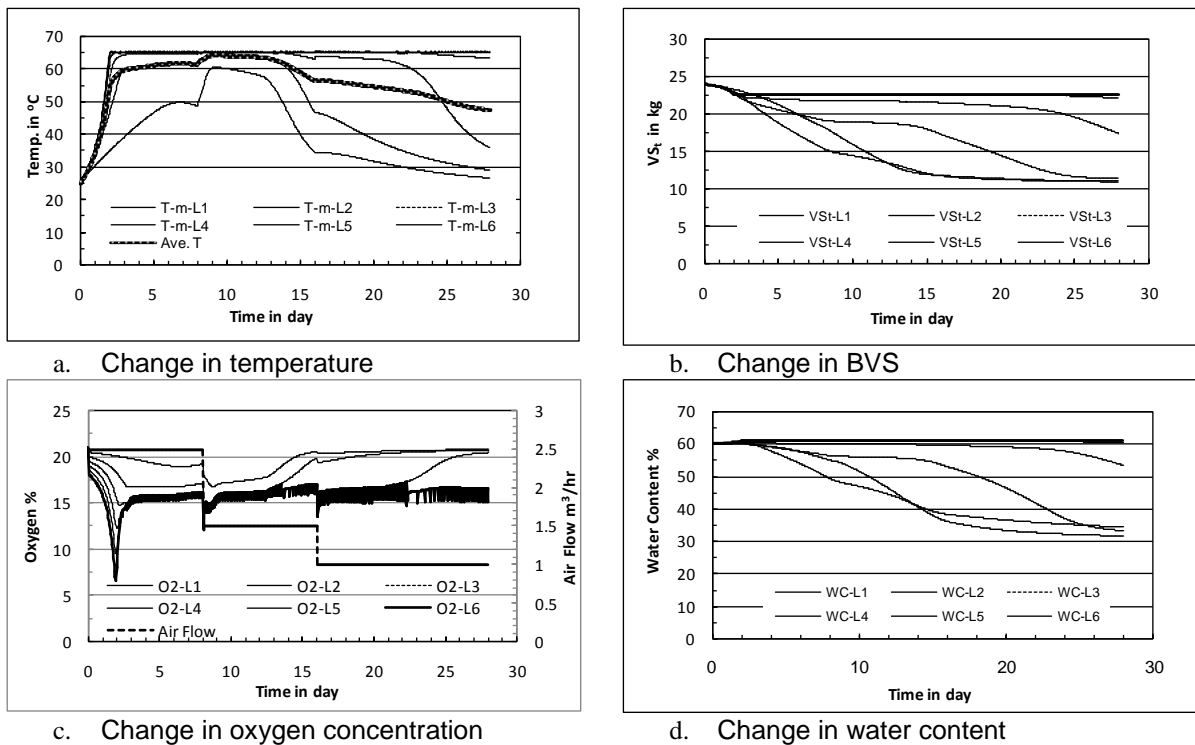 Temp. in °C
70
60
50
40
30
20
10
0
T-m-L1 T-m-L2 T-m-L3
T-m-L4 T-m-L5 T-m-L6
Ave. T
0 5 10 15 20 25 30
Time in day
a. Change in temperature
VSt in kg
30
25
20
15
10
5
0
VSt-L1 VSt-L2 VSt-L3
VSt-L4 VSt-L5 VSt-L6
0 5 10 15 20 25 30
Time in day
b. Change in BVS
Oxygen %
25
20
15
10
5
0
O2-L1 O2-L2 O2-L3
O2-L4 O2-L5 O2-L6
Air Flow
3
2.5
2
1.5
1
0.5
0
Air Flow m³/hr
0 5 10 15 20 25 30
Time in day
c. Change in oxygen concentration
Water Content %
70
60
50
40
30
20
10
0
WC-L1 WC-L2 WC-L3
WC-L4 WC-L5 WC-L6
0 10 20 30
Time in day
d. Change in water content